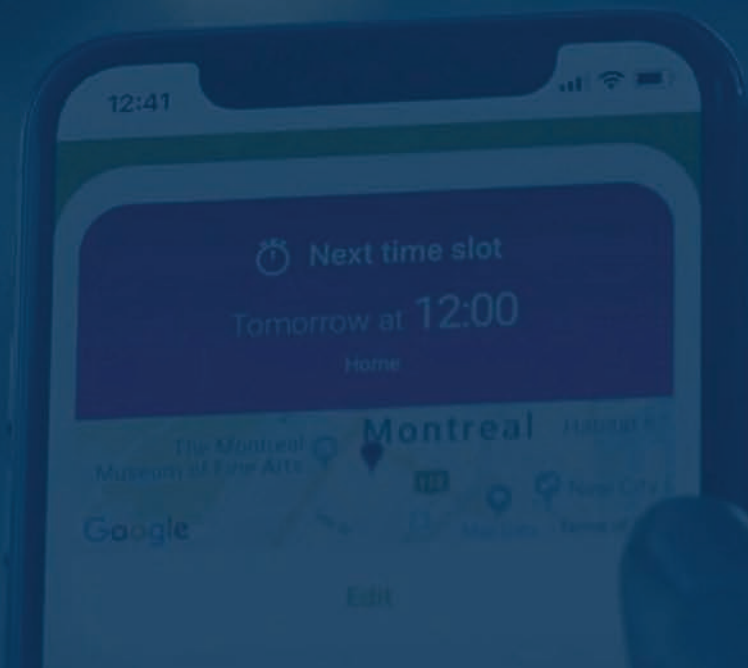 12:41
Next time slot
Tomorrow at 12:00
Home
Montreal
Habitat
The Montreal
Museum of Fine Arts
Google
Edit